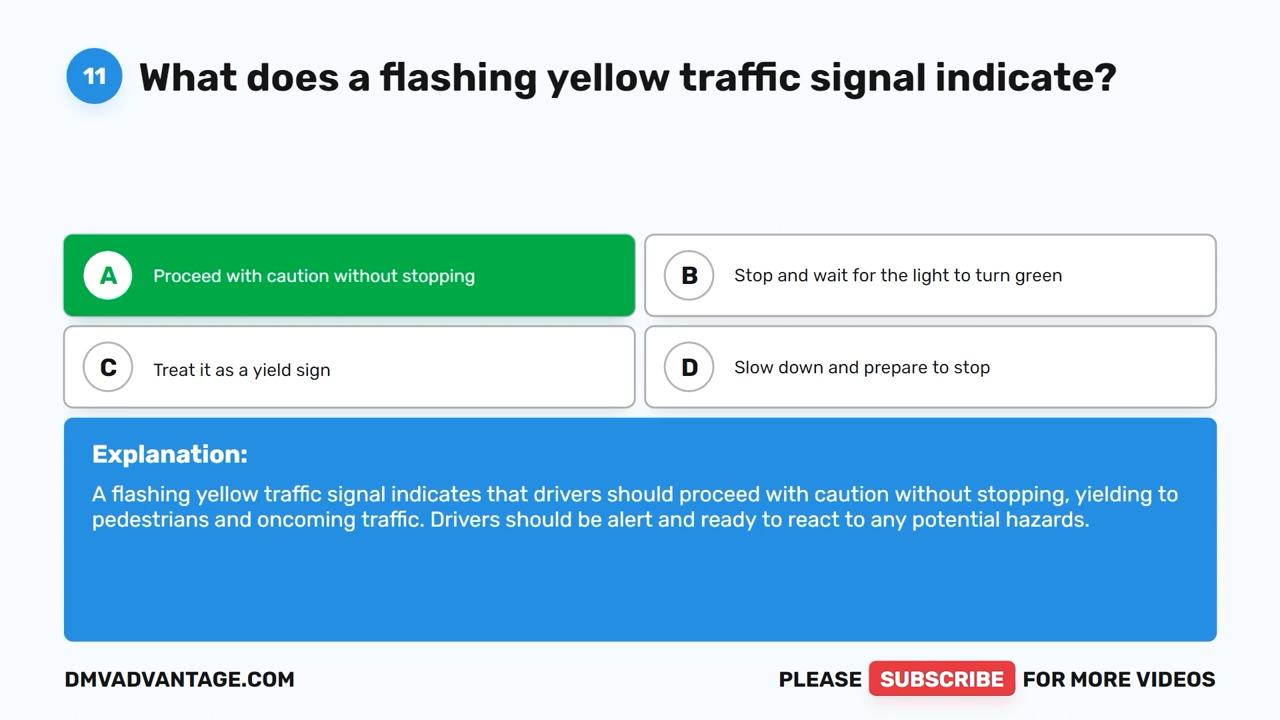 11 What does a flashing yellow traffic signal indicate?
A Proceed with caution without stopping
B Stop and wait for the light to turn green
C Treat it as a yield sign
D Slow down and prepare to stop
Explanation:
A flashing yellow traffic signal indicates that drivers should proceed with caution without stopping, yielding to
pedestrians and oncoming traffic. Drivers should be alert and ready to react to any potential hazards.
DMVADVANTAGE.COM
PLEASE SUBSCRIBE FOR MORE VIDEOS